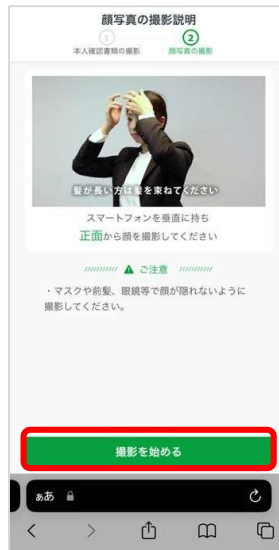 顔写真の撮影説明
② ②
本人確認書類の撮影 顔写真の撮影
髪が長い方は髪を束ねてください
スマートフォンを垂直に持ち
正面から顔を撮影してください
ご注意
・マスクや前髪、眼鏡等で顔が隠れないように
撮影してください。
撮影を始める
ぁあ